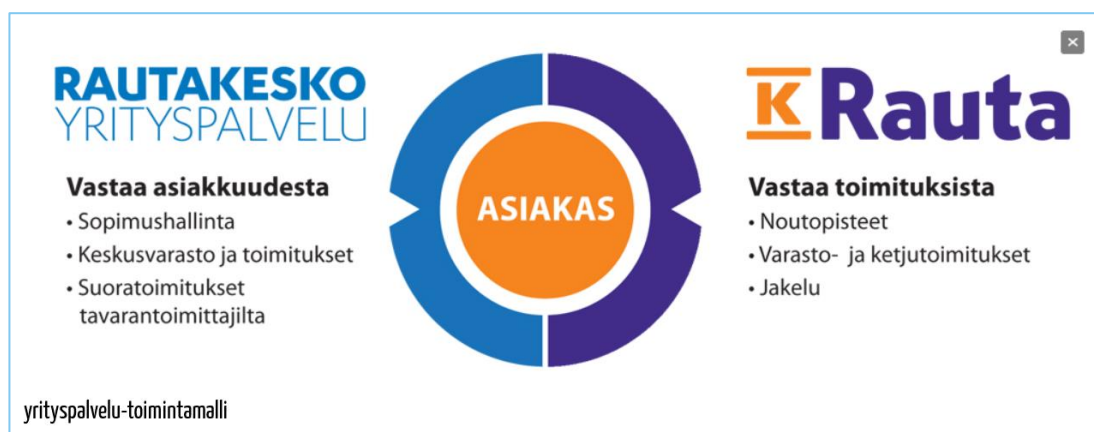 RAUTAKESKO
YRITYSPALVELU
Vastaa asiakkuudesta
• Sopimushallinta
• Keskusvarasto ja toimitukset
• Suoratoimitukset
tavarantoimittajilta
ASIAKAS
K Rauta
Vastaa toimituksista
• Noutopisteet
• Varasto- ja ketjutoimitukset
• Jakelu
yrityspalvelu-toimintamalli